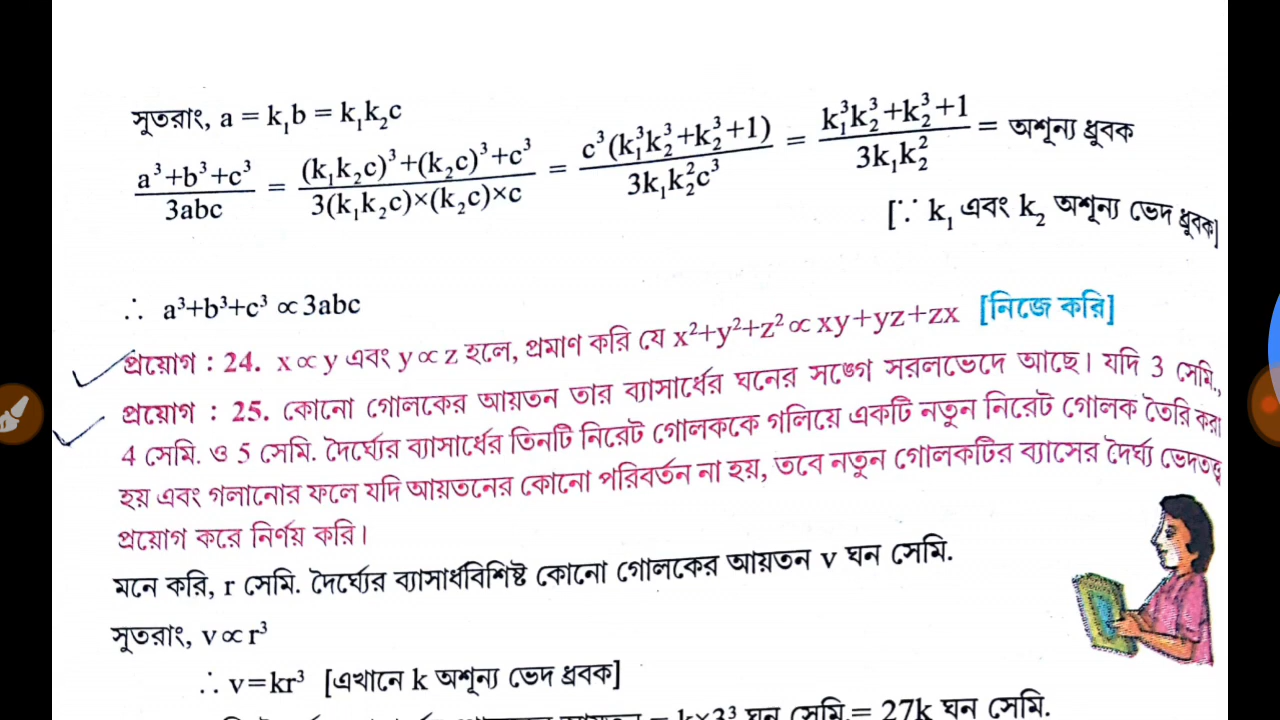 সুতরাং, a = k₁b = k₁k₂c
a³+b³+c³/3abc = (k₁k₂c)³+(k₂c)³+c³/3(k₁k₂c)×(k₂c)×c = c³(k₁³k₂³+k₂³+1)/3k₁k₂²c³ = k₁³k₂³+k₂³+1/3k₁k₂² = অশূন্য ধ্রুবক
[∵ k₁ এবং k₂ অশূন্য ভেদ ধ্রুবক]
∴ a³+b³+c³ ∝ 3abc
প্রয়োগ : 24. x ∝ y এবং y ∝ z হলে, প্রমাণ করি যে x²+y²+z² ∝ xy+yz+zx [নিজে করি]
প্রয়োগ : 25. কোনো গোলকের আয়তন তার ব্যাসার্ধের ঘনের সঙ্গে সরলভেদে আছে। যদি 3 সেমি.,
4 সেমি. ও 5 সেমি. দৈর্ঘ্যের ব্যাসার্ধের তিনটি নিরেট গোলককে গলিয়ে একটি নতুন নিরেট গোলক তৈরি করা
হয় এবং গলানোর ফলে যদি আয়তনের কোনো পরিবর্তন না হয়, তবে নতুন গোলকটির ব্যাসের দৈর্ঘ্য ভেদতত্ত্ব
প্রয়োগ করে নির্ণয় করি।
মনে করি, r সেমি. দৈর্ঘ্যের ব্যাসার্ধবিশিষ্ট কোনো গোলকের আয়তন v ঘন সেমি.
সুতরাং, v ∝ r³
∴ v=kr³ [এখানে k অশূন্য ভেদ ধ্রুবক]
= k×3³ ঘন সেমি.= 27k ঘন সেমি.